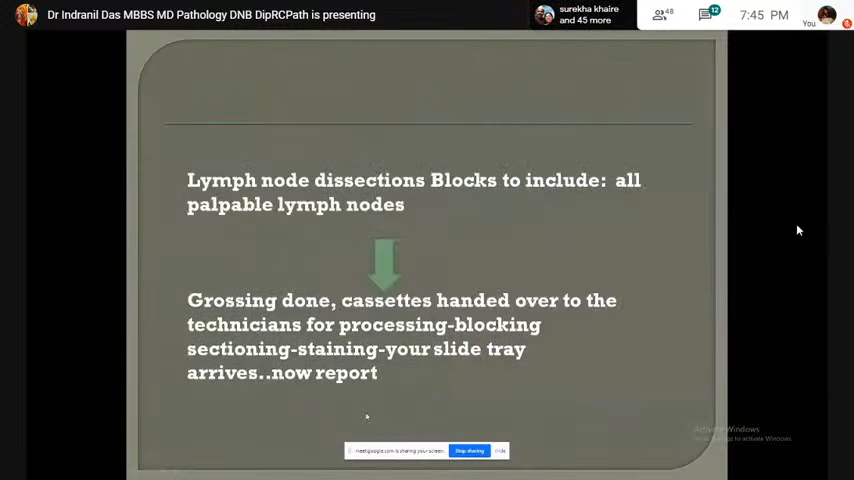 Dr Indranil Das MBBS MD Pathology DNB DipRCPath is presenting
surekha khaire
and 45 more
48
12
7:45 PM
You
Lymph node dissections Blocks to include: all
palpable lymph nodes
Grossing done, cassettes handed over to the
technicians for processing-blocking
sectioning-staining-your slide tray
arrives..now report
meet.google.com is sharing your screen.
Stop sharing
Hide
Activate Windows
to activate Windows.